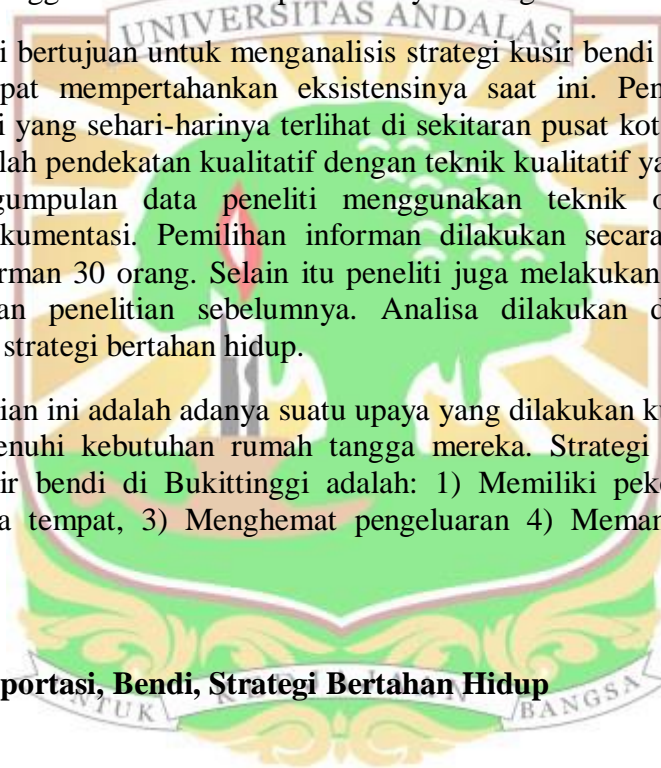 UNIVERSITAS ANDALAS
i bertujuan untuk menganalisis strategi kusir bendi
pat mempertahankan eksistensinya saat ini. Pen
i yang sehari-harinya terlihat di sekitaran pusat kot
lah pendekatan kualitatif dengan teknik kualitatif ya
gumpulan data peneliti menggunakan teknik o
kumentasi. Pemilihan informan dilakukan secara
rman 30 orang. Selain itu peneliti juga melakukan
an penelitian sebelumnya. Analisa dilakukan d
strategi bertahan hidup.
ian ini adalah adanya suatu upaya yang dilakukan ku
enuhi kebutuhan rumah tangga mereka. Strategi
ir bendi di Bukittinggi adalah: 1) Memiliki peke
a tempat, 3) Menghemat pengeluaran 4) Meman
portasi, Bendi, Strategi Bertahan Hidup
UNTUK KEDJAJAAN BANGSA